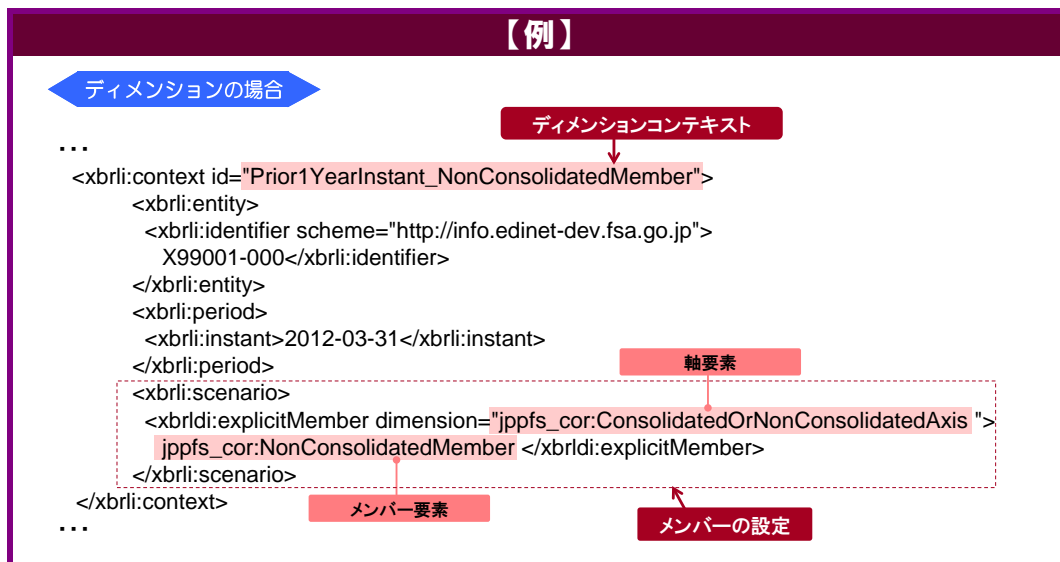 【例】
ディメンションの場合
ディメンションコンテキスト
...
<xbrli:context id="Prior1YearInstant_NonConsolidatedMember">
<xbrli:entity>
<xbrli:identifier scheme="http://info.edinet-dev.fsa.go.jp">
X99001-000</xbrli:identifier>
</xbrli:entity>
<xbrli:period>
<xbrli:instant>2012-03-31</xbrli:instant>
</xbrli:period>
軸要素
<xbrli:scenario>
<xbrldi:explicitMember dimension="jppfs_cor:ConsolidatedOrNonConsolidatedAxis ">
jppfs_cor:NonConsolidatedMember </xbrldi:explicitMember>
</xbrli:scenario>
</xbrli:context>
メンバー要素
メンバーの設定
...